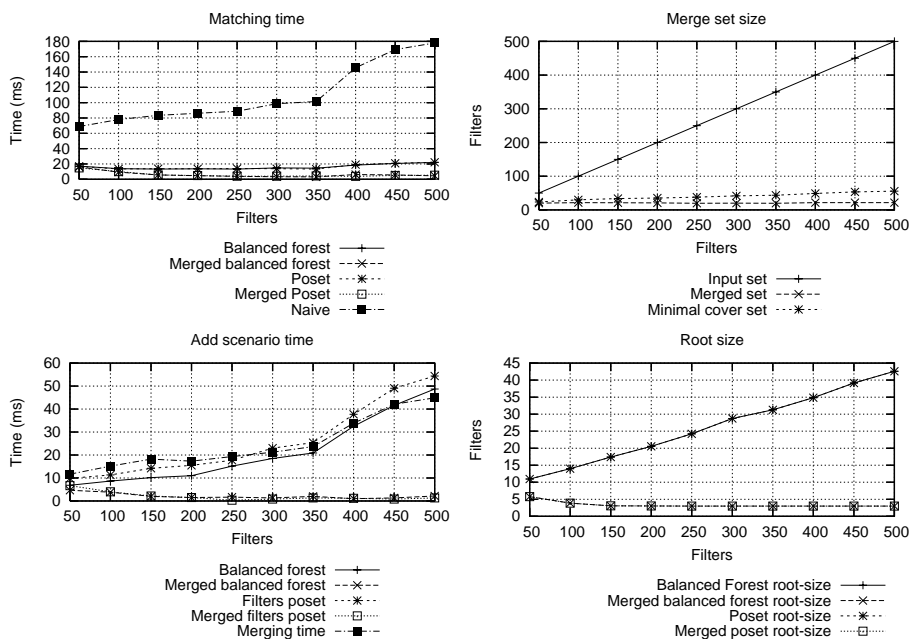 Matching time
Time (ms)
180
160
140
120
100
80
60
40
20
0
50 100 150 200 250 300 350 400 450 500
Filters
Balanced forest
Merged balanced forest
Poset
Merged Poset
Naive
Merge set size
Filters
500
400
300
200
100
0
50 100 150 200 250 300 350 400 450 500
Filters
Input set
Merged set
Minimal cover set
Add scenario time
Time (ms)
60
50
40
30
20
10
0
50 100 150 200 250 300 350 400 450 500
Filters
Balanced forest
Merged balanced forest
Filters poset
Merged filters poset
Merging time
Root size
Filters
45
40
35
30
25
20
15
10
5
0
50 100 150 200 250 300 350 400 450 500
Filters
Balanced Forest root-size
Merged balanced forest root-size
Poset root-size
Merged poset root-size